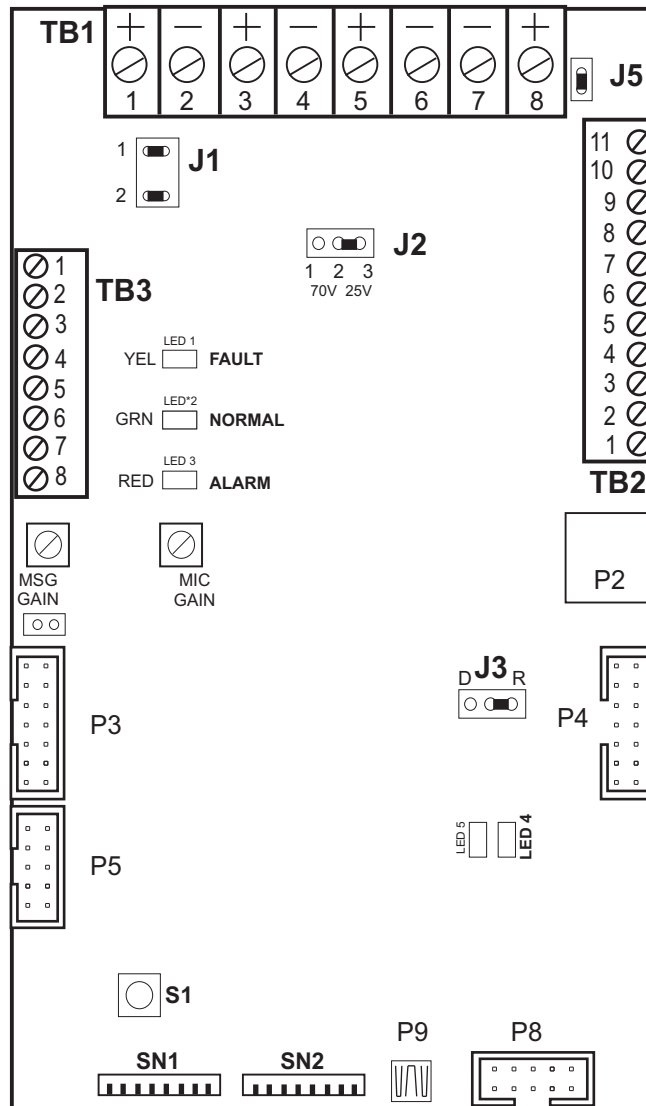 TB1
+ − + − + − − +
1 2 3 4 5 6 7 8
J5
1
2
J1
J2
1 2 3
70V 25V
11
10
9
8
7
6
5
4
3
2
1
TB2
1
2
3
4
5
6
7
8
TB3
LED 1
YEL FAULT
LED*2
GRN NORMAL
LED 3
RED ALARM
MSG
GAIN
MIC
GAIN
P2
D J3 R
P3
P4
LED 5
LED 4
P5
S1
SN1
SN2
P9
P8